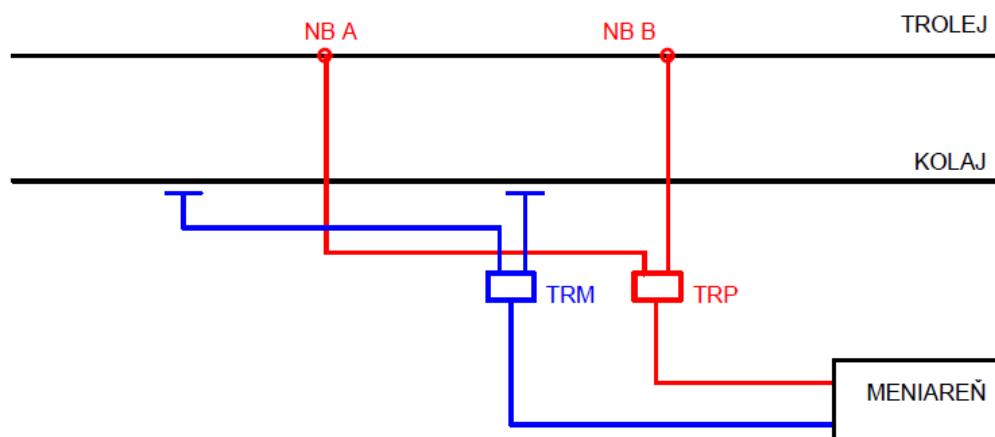 TROLEJ
NB A
NB B
KOLAJ
TRM
TRP
MENIAREŇ